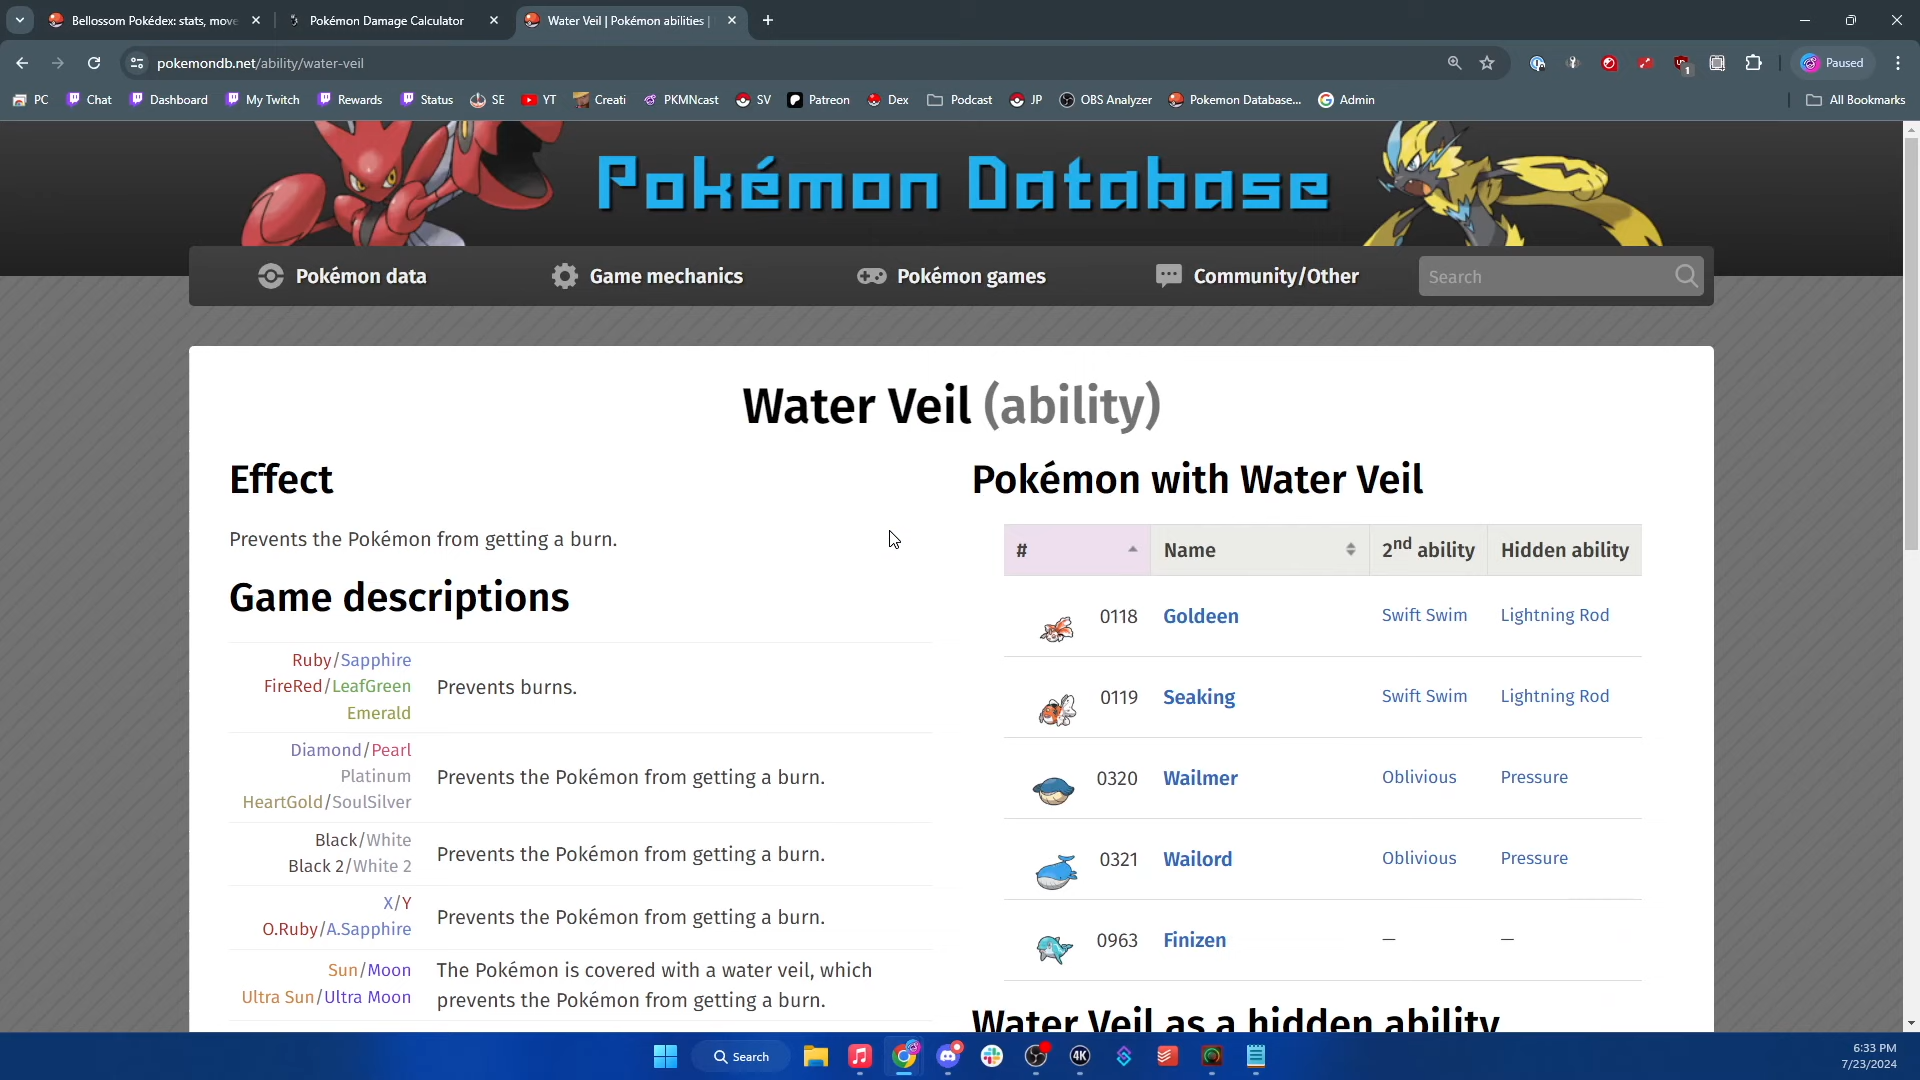 Bellossom Pokédex: stats, move
Pokémon Damage Calculator
Water Veil | Pokémon abilities |
pokemondb.net/ability/water-veil
Paused
PC
Chat
Dashboard
My Twitch
Rewards
Status
SE
YT
Creati
PKMNcast
SV
Patreon
Dex
Podcast
JP
OBS Analyzer
Pokemon Database...
Admin
All Bookmarks
Pokémon Database
Pokémon data
Game mechanics
Pokémon games
Community/Other
Search
Water Veil (ability)
Effect
Prevents the Pokémon from getting a burn.
Game descriptions
Ruby/Sapphire
FireRed/LeafGreen
Emerald
Prevents burns.
Diamond/Pearl
Platinum
HeartGold/SoulSilver
Prevents the Pokémon from getting a burn.
Black/White
Black 2/White 2
Prevents the Pokémon from getting a burn.
X/Y
O.Ruby/A.Sapphire
Prevents the Pokémon from getting a burn.
Sun/Moon
Ultra Sun/Ultra Moon
The Pokémon is covered with a water veil, which
prevents the Pokémon from getting a burn.
Pokémon with Water Veil
# Name 2nd ability Hidden ability
0118 Goldeen Swift Swim Lightning Rod
0119 Seaking Swift Swim Lightning Rod
0320 Wailmer Oblivious Pressure
0321 Wailord Oblivious Pressure
0963 Finizen — —
Water Veil as a hidden ability
Search
4K
6:33 PM
7/23/2024